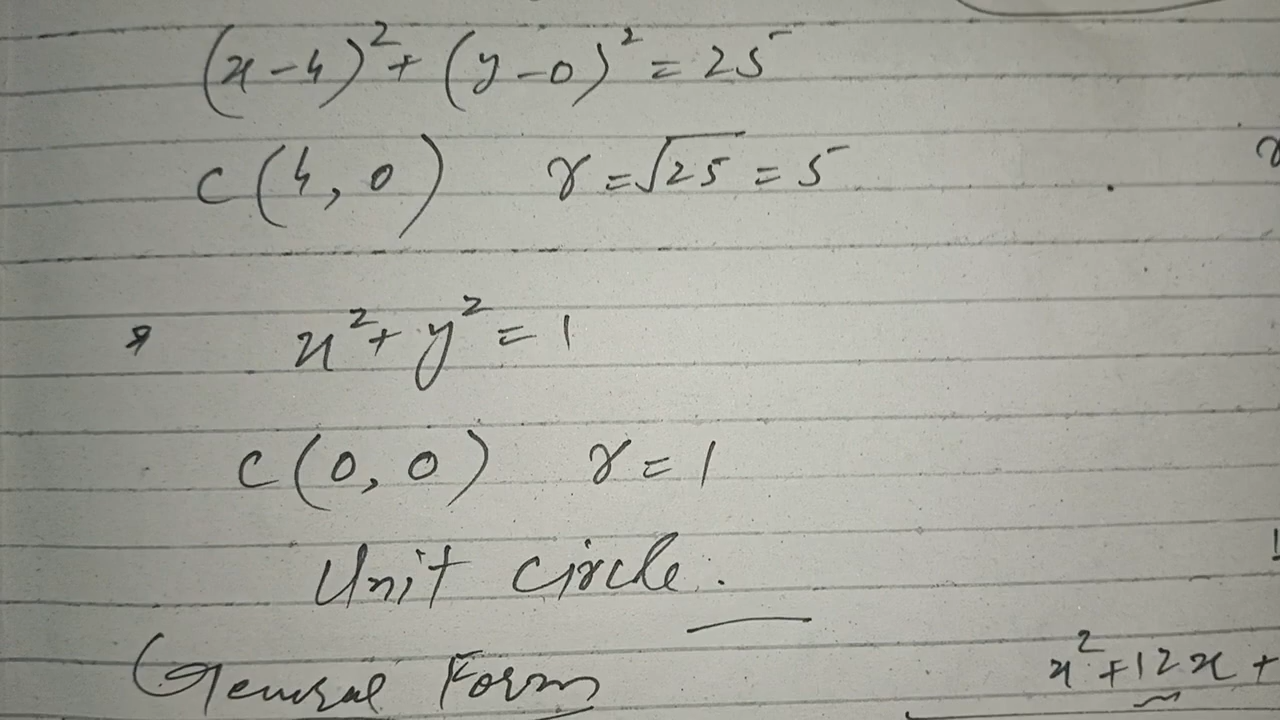 (x-4)²+(y-0)²=25
C(4,0) r=√25=5
* x²+y²=1
C(0,0) r=1
Unit circle.
General Form
x²+12x+